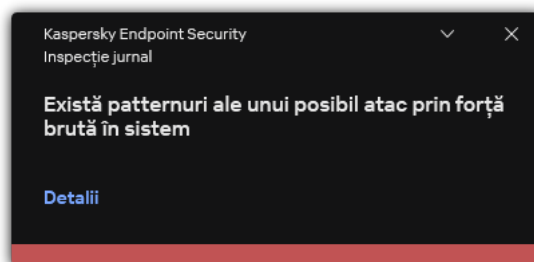 Kaspersky Endpoint Security
Inspecție jurnal
Există patternuri ale unui posibil atac prin forță
brută în sistem
Detalii